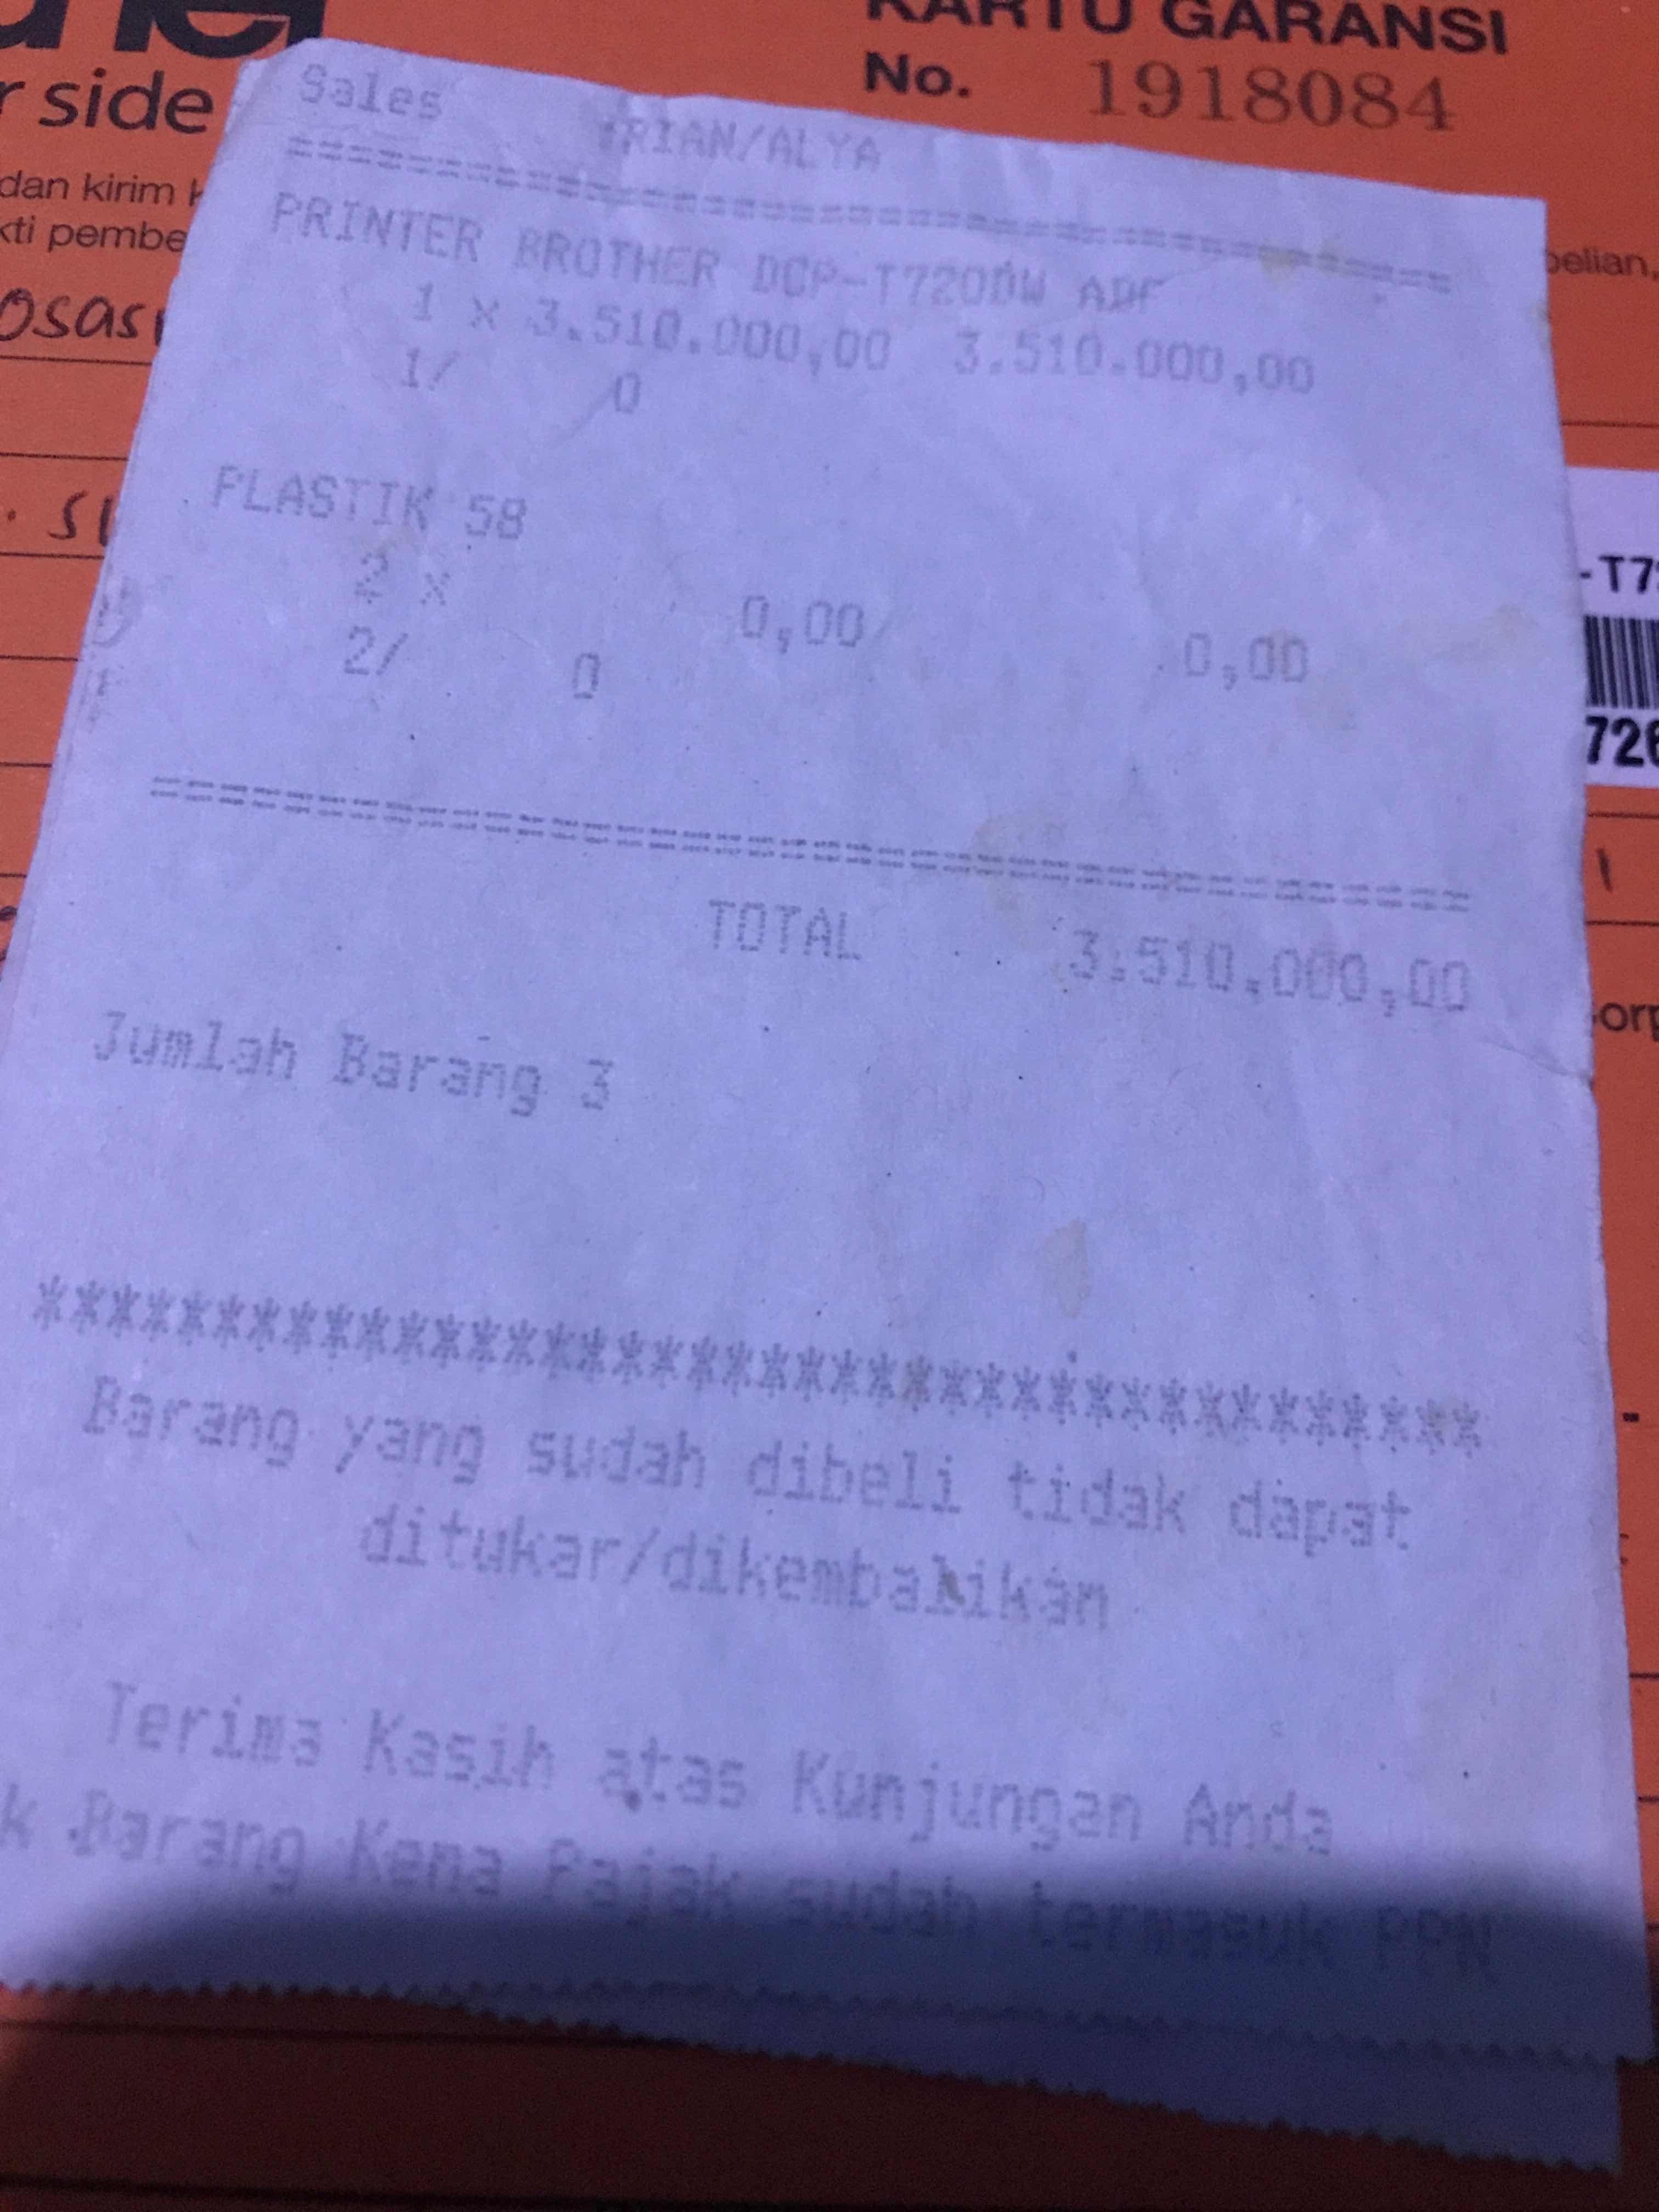 KARTU GARANSI
No. 1918084
r side
dan kirim
kti pembe
belian,
Sales RIAN/ALYA
================================
PRINTER BROTHER DCP-T720DW ADF
1 x 3.510.000,00 3.510.000,00
1/ 0
PLASTIK 58
2 x 0,00 0,00
2/ 0
-T7
726
================================
TOTAL 3.510.000,00
Jumlah Barang 3
****************************************
Barang yang sudah dibeli tidak dapat
ditukar/dikembalikan
Terima Kasih atas Kunjungan Anda
k Barang Kena Pajak sudah termasuk PPN